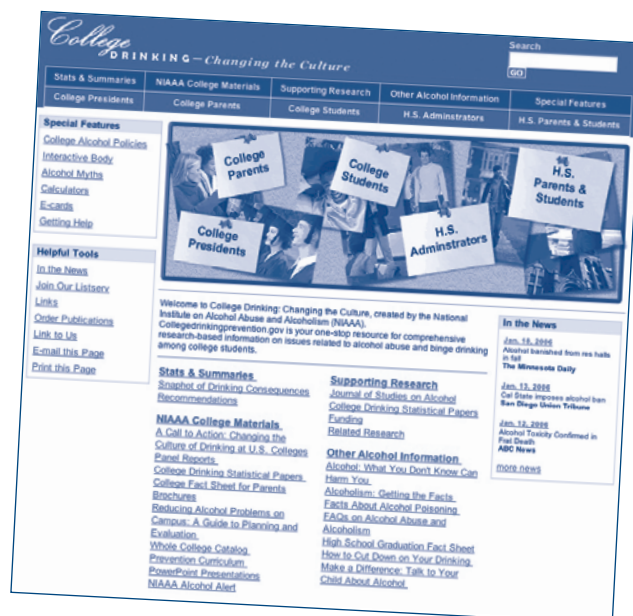 College
DRINKING—Changing the Culture
Search
GO
Stats & Summaries NIAAA College Materials Supporting Research Other Alcohol Information Special Features
College Presidents College Parents College Students H.S. Adminstrators H.S. Parents & Students
Special Features
College Alcohol Policies
Interactive Body
Alcohol Myths
Calculators
E-cards
Getting Help
Helpful Tools
In the News
Join Our Listserv
Links
Order Publications
Link to Us
E-mail this Page
Print this Page
College
Parents
College
Students
H.S.
Parents &
Students
College
Presidents
H.S.
Adminstrators
Welcome to College Drinking: Changing the Culture, created by the National
Institute on Alcohol Abuse and Alcoholism (NIAAA).
Collegedrinkingprevention.gov is your one-stop resource for comprehensive
research-based information on issues related to alcohol abuse and binge drinking
among college students.
Stats & Summaries
Snaphot of Drinking Consequences
Recommendations
NIAAA College Materials
A Call to Action: Changing the
Culture of Drinking at U.S. Colleges
Panel Reports
College Drinking Statistical Papers
College Fact Sheet for Parents
Brochures
Reducing Alcohol Problems on
Campus: A Guide to Planning and
Evaluation
Whole College Catalog
Prevention Curriculum
PowerPoint Presentations
NIAAA Alcohol Alert
Supporting Research
Journal of Studies on Alcohol
College Drinking Statistical Papers
Funding
Related Research
Other Alcohol Information
Alcohol: What You Don't Know Can
Harm You
Alcoholism: Getting the Facts
Facts About Alcohol Poisoning
FAQs on Alcohol Abuse and
Alcoholism
High School Graduation Fact Sheet
How to Cut Down on Your Drinking
Make a Difference: Talk to Your
Child About Alcohol
In the News
Jan. 18, 2006
Alcohol banished from res halls
in fall
The Minnesota Daily
Jan. 13, 2006
Cal State imposes alcohol ban
San Diego Union Tribune
Jan. 12, 2006
Alcohol Toxicity Confirmed in
Frat Death
ABC News
more news